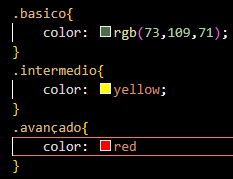 .basico{
color: rgb(73,109,71);
}
.intermedio{
color: yellow;
}
.avançado{
color: red
}